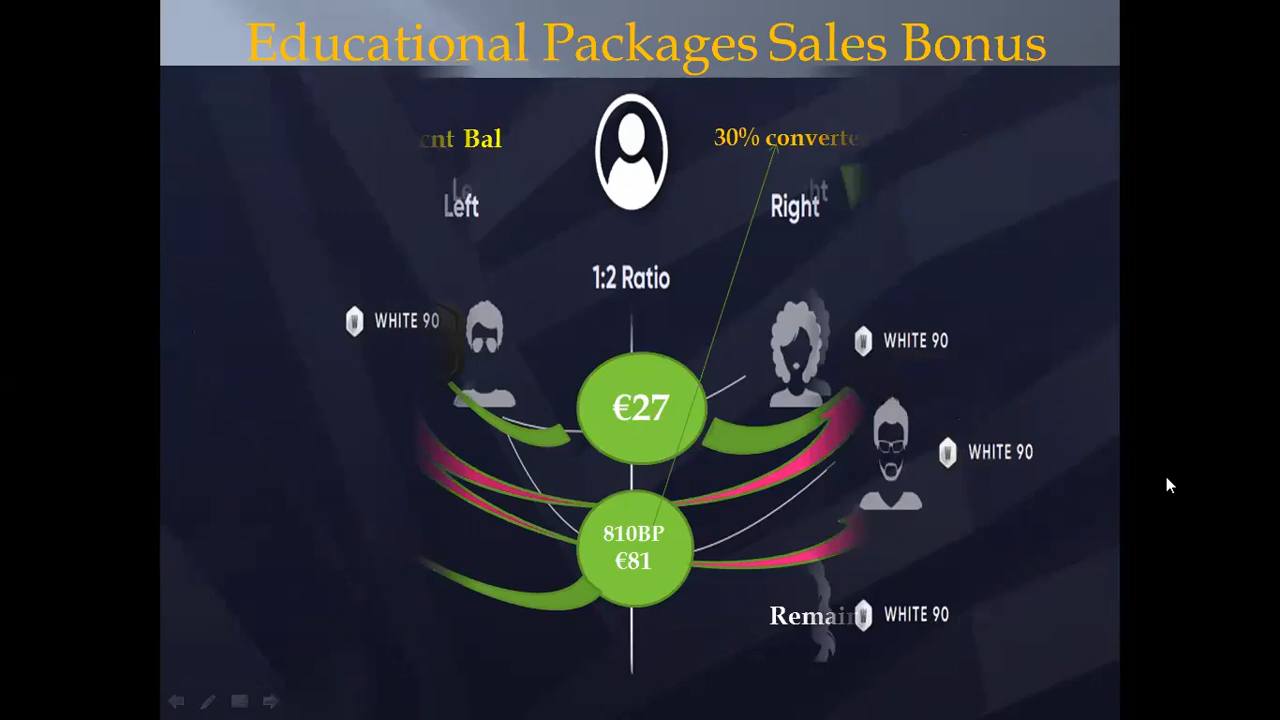 Educational Packages Sales Bonus
Bal
30%
Left
Right
1:2 Ratio
WHITE 90
WHITE 90
€27
WHITE 90
810BP
€81
WHITE 90